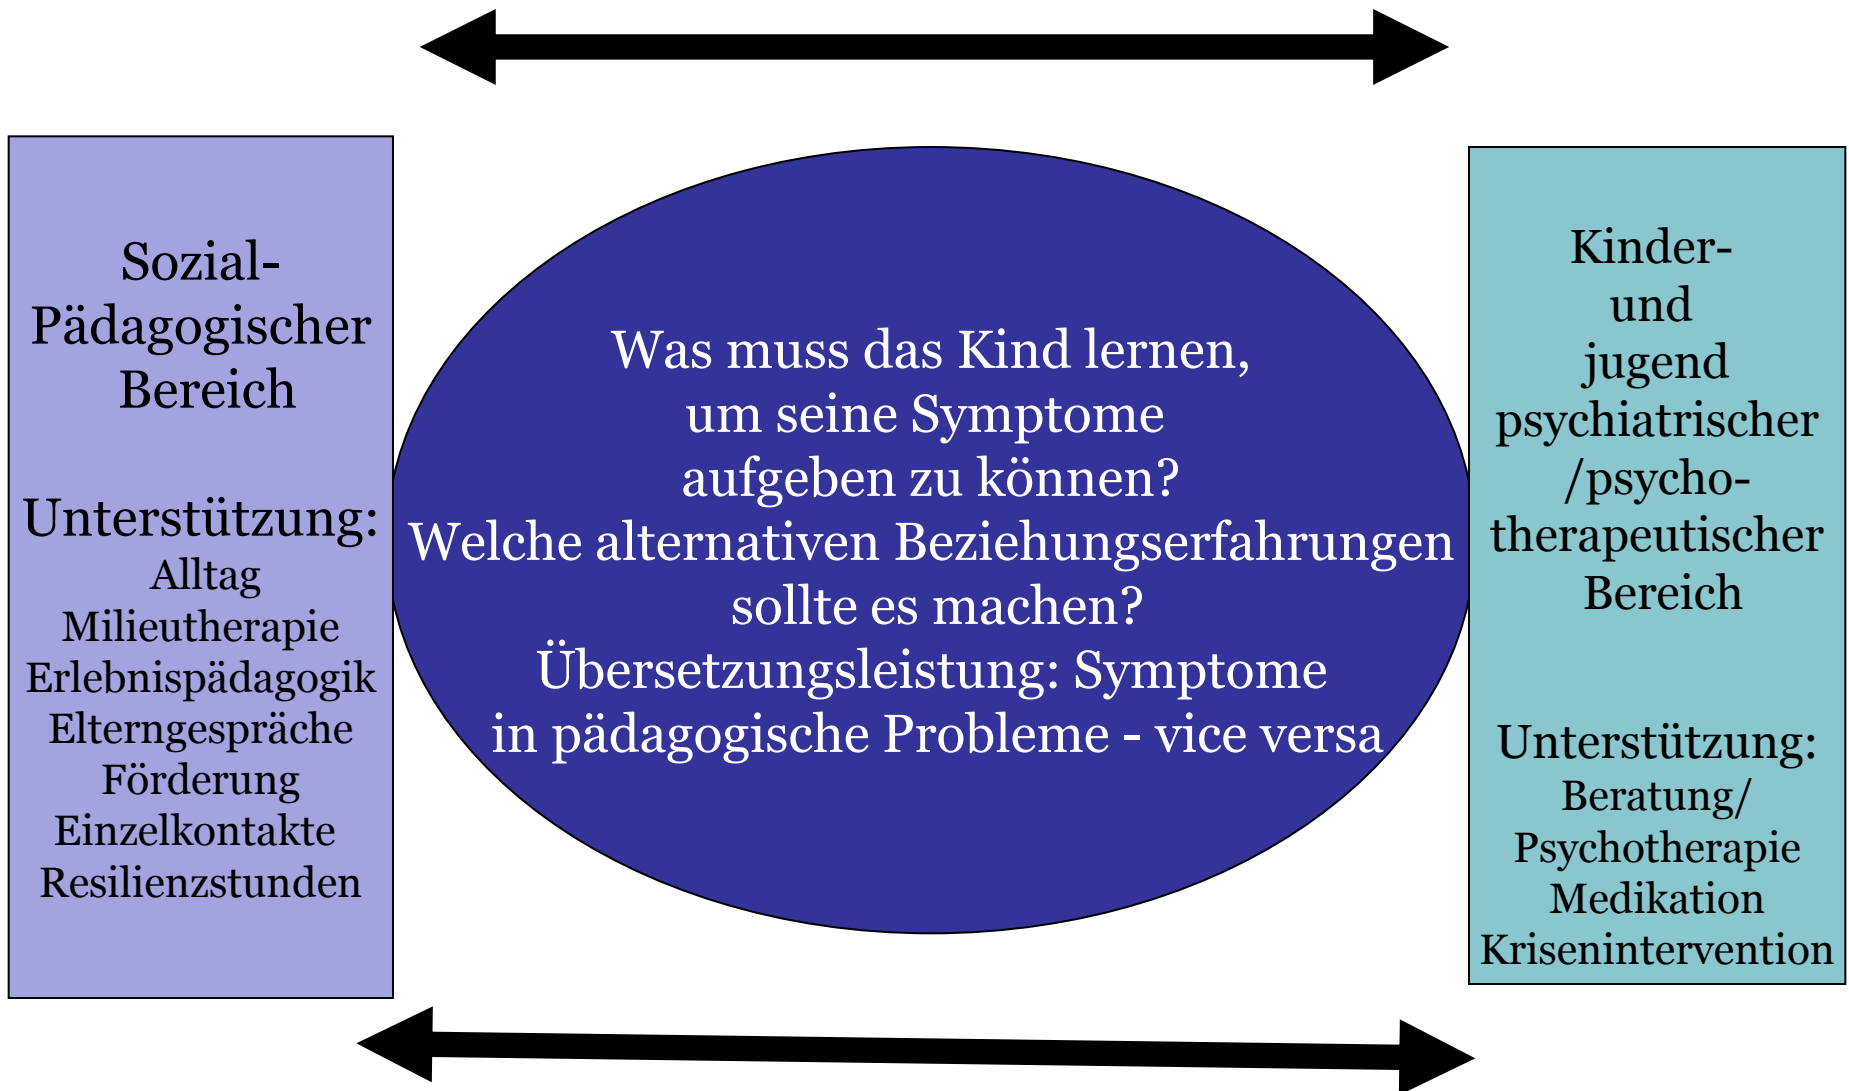 Sozial-
Pädagogischer
Bereich
Unterstützung:
Alltag
Milieutherapie
Erlebnispädagogik
Elterngespräche
Förderung
Einzelkontakte
Resilienzstunden
Was muss das Kind lernen,
um seine Symptome
aufgeben zu können?
Welche alternativen Beziehungserfahrungen
sollte es machen?
Übersetzungsleistung: Symptome
in pädagogische Probleme - vice versa
Kinder-
und
jugend
psychiatrischer
/psycho-
therapeutischer
Bereich
Unterstützung:
Beratung/
Psychotherapie
Medikation
Krisenintervention